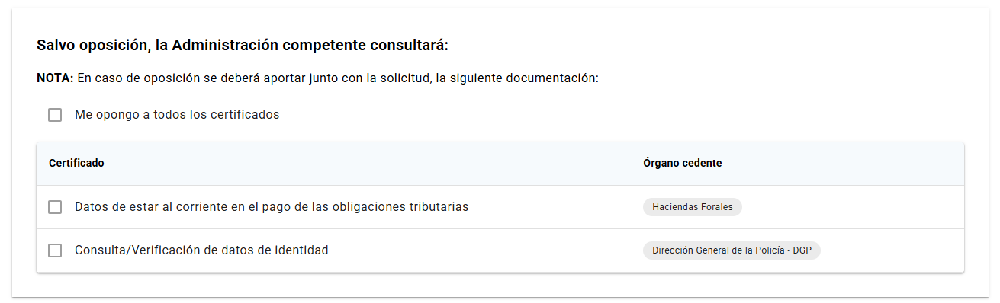 Salvo oposición, la Administración competente consultará:
NOTA: En caso de oposición se deberá aportar junto con la solicitud, la siguiente documentación:
Me opongo a todos los certificados
Certificado Órgano cedente
Datos de estar al corriente en el pago de las obligaciones tributarias Haciendas Forales
Consulta/Verificación de datos de identidad Dirección General de la Policía - DGP